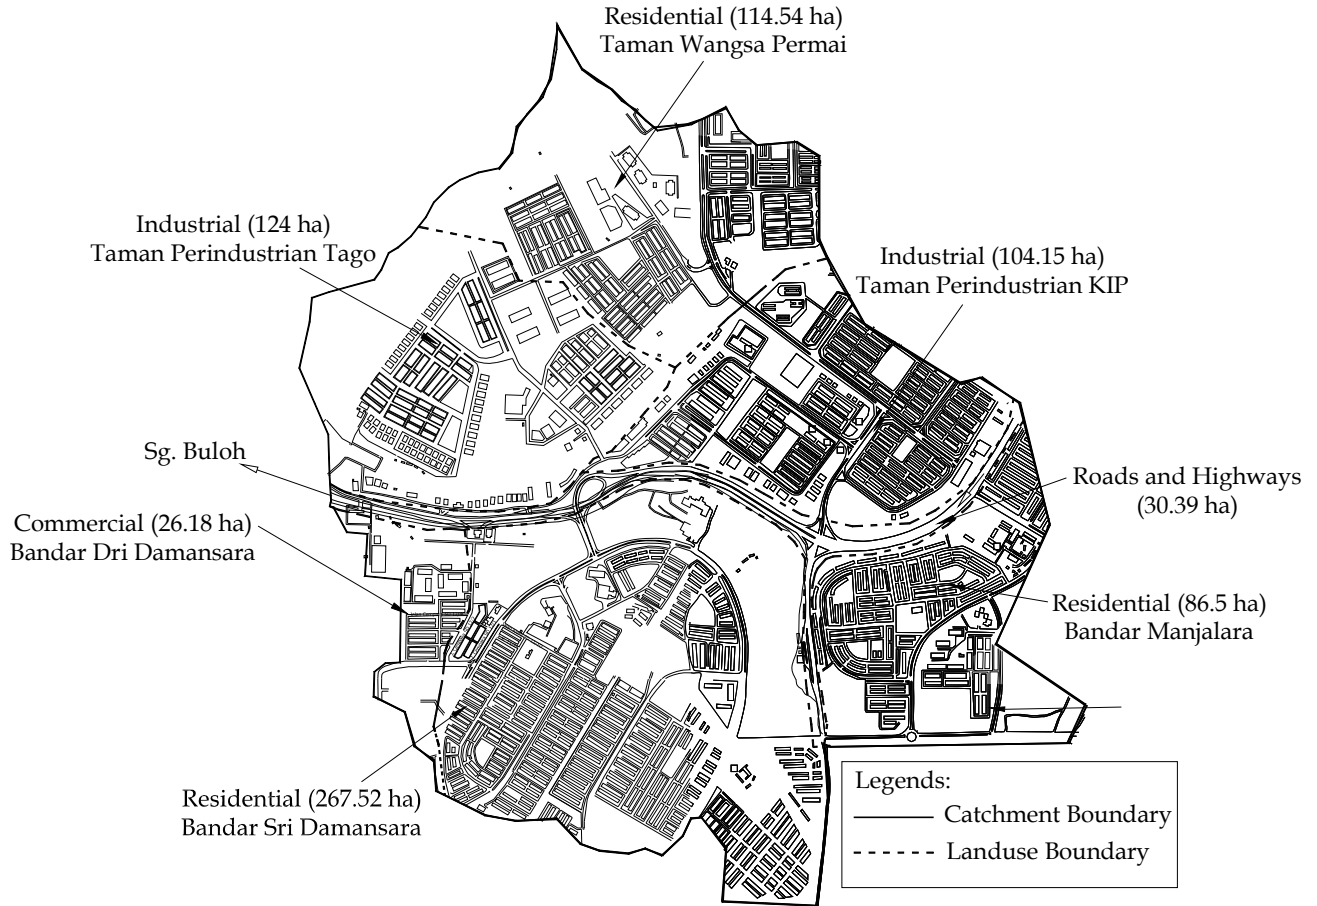 Residential (114.54 ha)
Taman Wangsa Permai
Industrial (124 ha)
Taman Perindustrian Tago
Industrial (104.15 ha)
Taman Perindustrian KIP
Sg. Buloh
Roads and Highways
(30.39 ha)
Commercial (26.18 ha)
Bandar Dri Damansara
Residential (86.5 ha)
Bandar Manjalara
Residential (267.52 ha)
Bandar Sri Damansara
Legends:
Catchment Boundary
Landuse Boundary